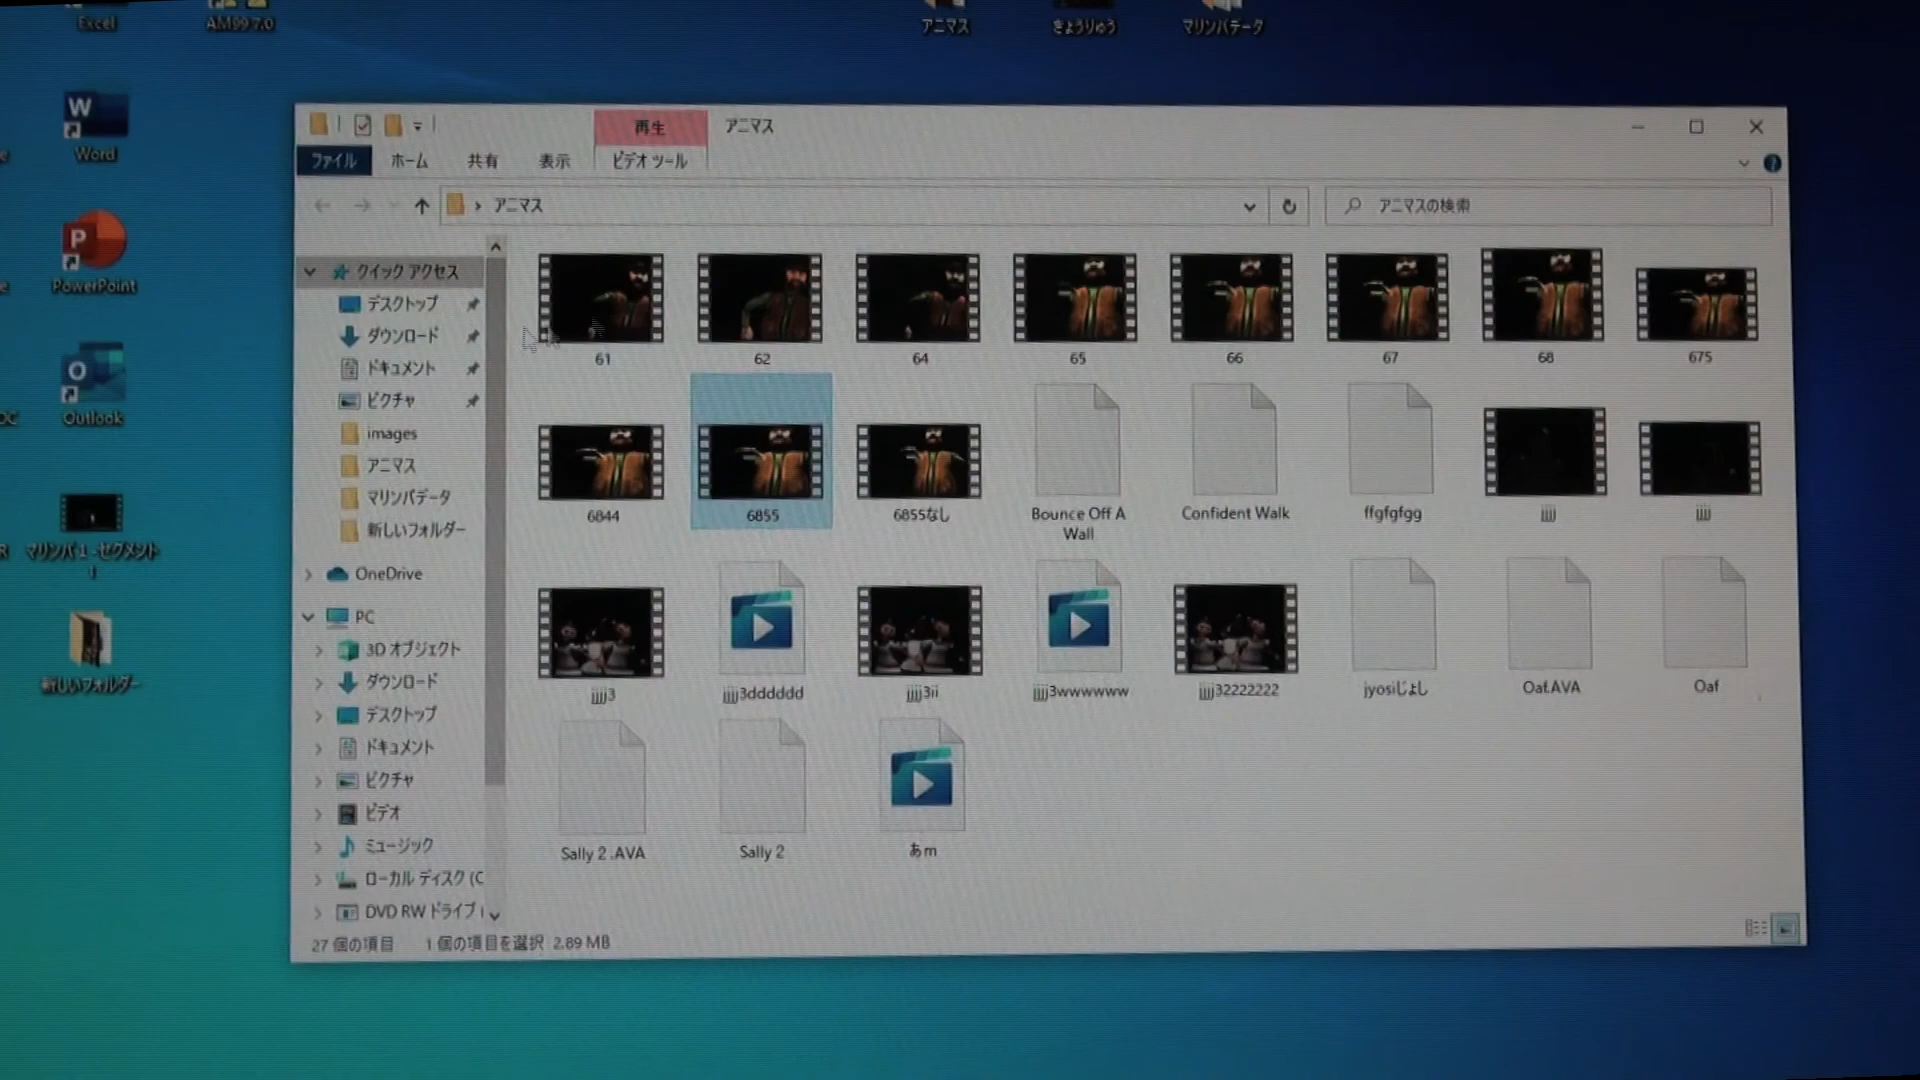 Excel
AM99 7.0
アニマス
きょうりゅう
マリンバデータ
Word
PowerPoint
Outlook
マリンバ１-セグメント
1
新しいフォルダー
再生
アニマス
ファイル
ホーム
共有
表示
ビデオ ツール
アニマス
アニマスの検索
クイック アクセス
デスクトップ
ダウンロード
ドキュメント
ピクチャ
images
アニマス
マリンバデータ
新しいフォルダー
OneDrive
PC
3D オブジェクト
ダウンロード
デスクトップ
ドキュメント
ピクチャ
ビデオ
ミュージック
ローカル ディスク (C
DVD RW ドライブ (
61
62
64
65
66
67
68
675
6844
6855
6855なし
Bounce Off A
Wall
Confident Walk
ffgfgfgg
jjjj
jjjj
jjjj3
jjjj3dddddd
jjjj3ii
jjjj3wwwwww
jjjj32222222
jyosiじょし
Oaf.AVA
Oaf
Sally 2 .AVA
Sally 2
あm
27 個の項目
1 個の項目を選択 2.89 MB